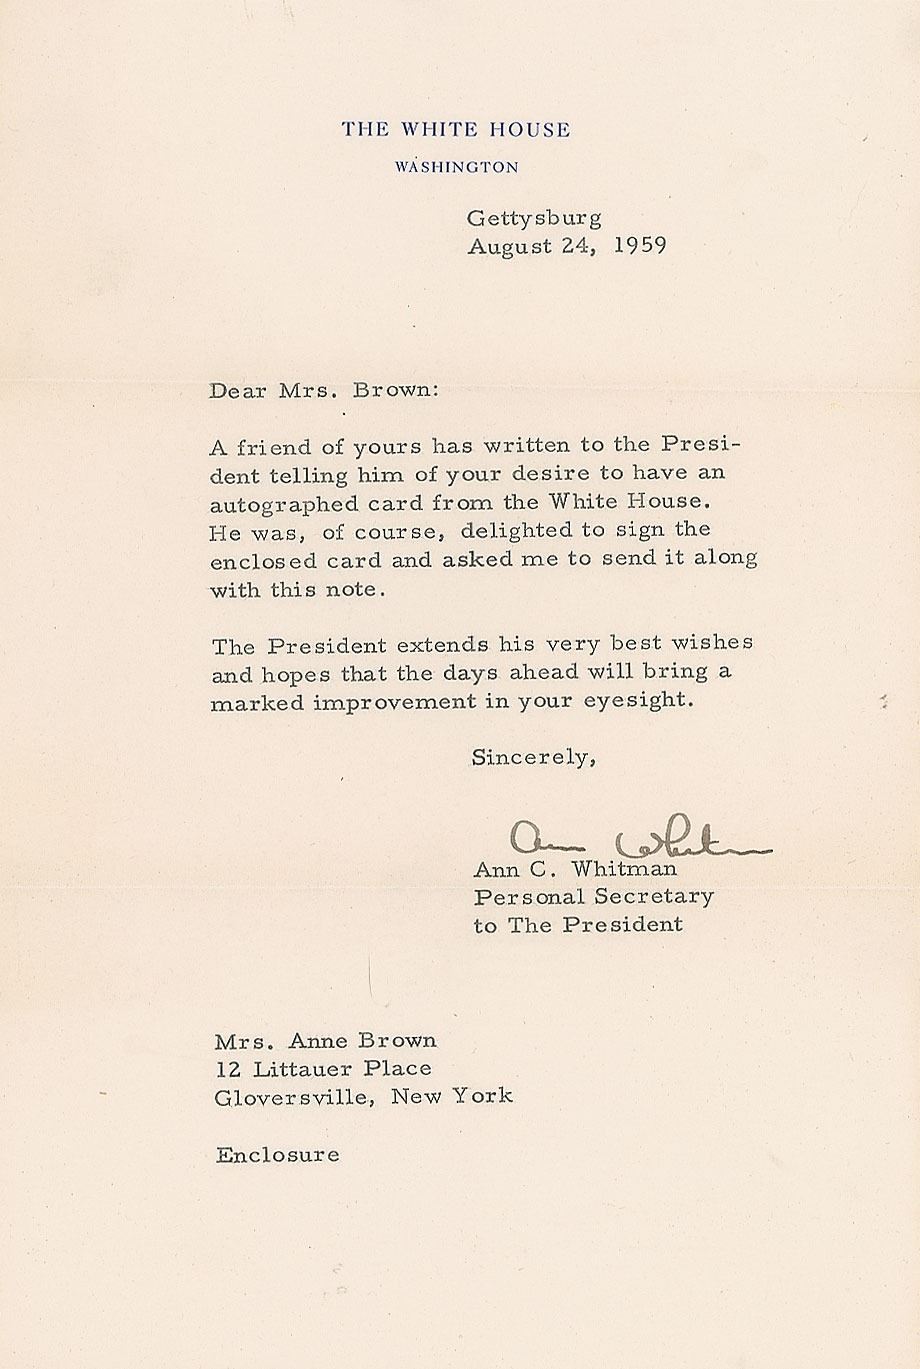 THE WHITE HOUSE
WASHINGTON
Gettysburg
August 24, 1959
Dear Mrs. Brown:
A friend of yours has written to the Presi-
dent telling him of your desire to have an
autographed card from the White House.
He was, of course, delighted to sign the
enclosed card and asked me to send it along
with this note.
The President extends his very best wishes
and hopes that the days ahead will bring a
marked improvement in your eyesight.
Sincerely,
Ann Whitman
Ann C. Whitman
Personal Secretary
to The President
Mrs. Anne Brown
12 Littauer Place
Gloversville, New York
Enclosure